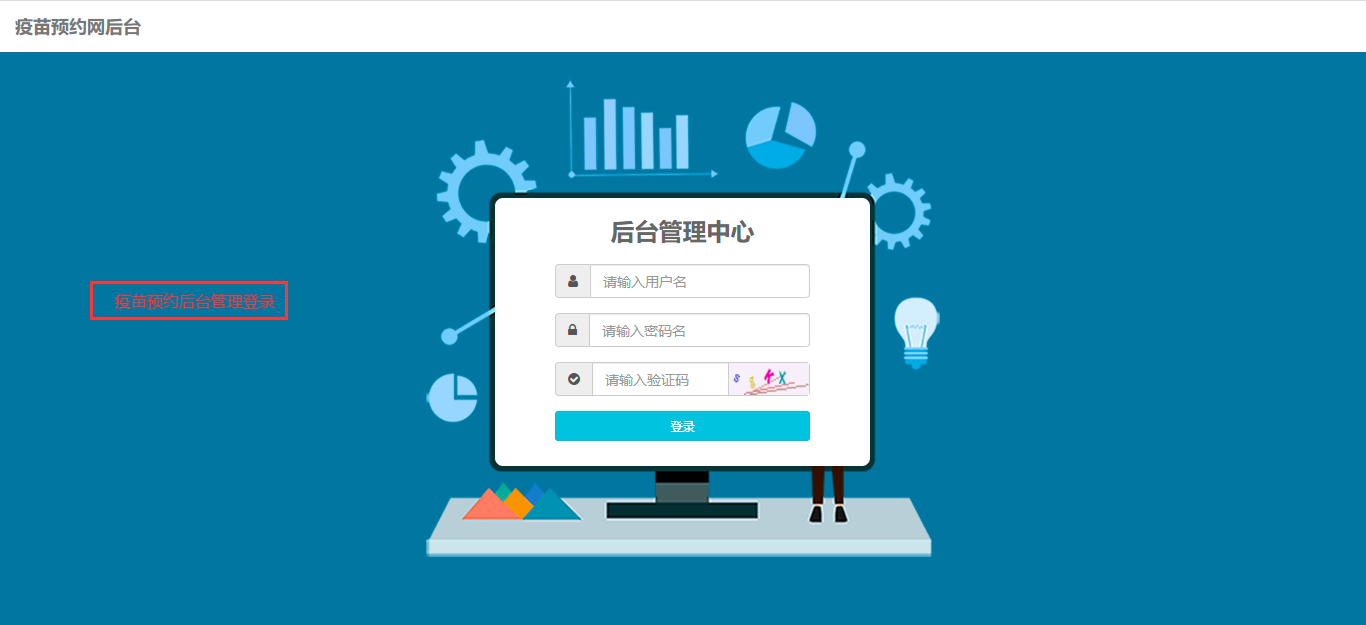 疫苗预约网后台
后台管理中心
请输入用户名
疫苗预约后台管理登录
请输入密码名
请输入验证码
登录